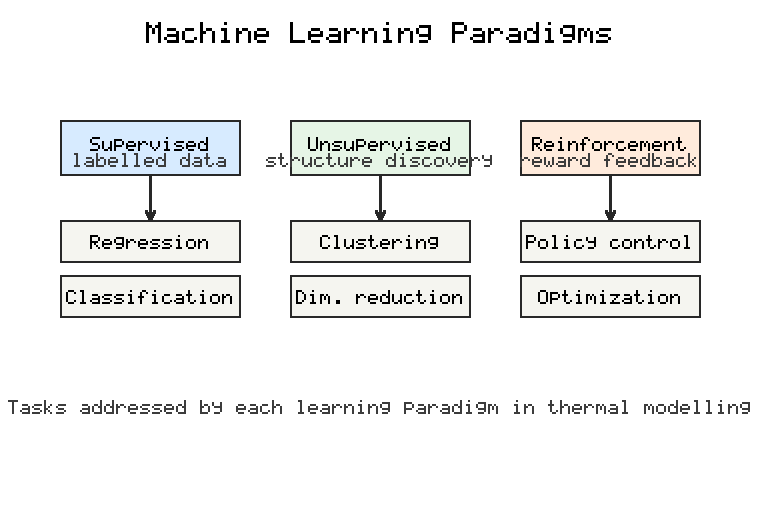 Machine Learning Paradigms
Supervised
labelled data
Unsupervised
structure discovery
Reinforcement
reward feedback
Regression
Clustering
Policy control
Classification
Dim. reduction
Optimization
Tasks addressed by each learning paradigm in thermal modelling